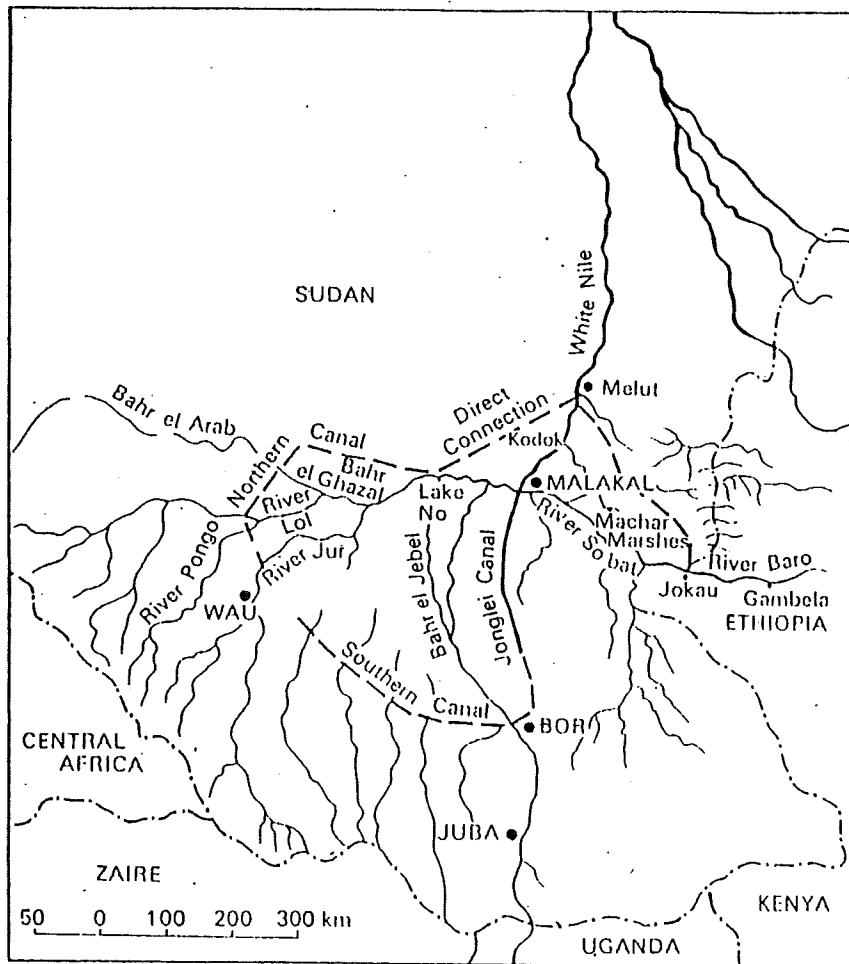 SUDAN
White Nile
Melut
Bahr el Arab
Direct
Connection
Kodok
Northern
Canal
Bahr
el Ghazal
MALAKAL
Lake
No
River
Lol
River Pongo
River Jur
WAU
Machar
Marshes
River Sobat
River Baro
Jokau
Gambela
ETHIOPIA
Bahr el Jebel
Jonglei Canal
Southern
Canal
BOR
CENTRAL
AFRICA
JUBA
ZAIRE
KENYA
UGANDA
50 0 100 200 300 km